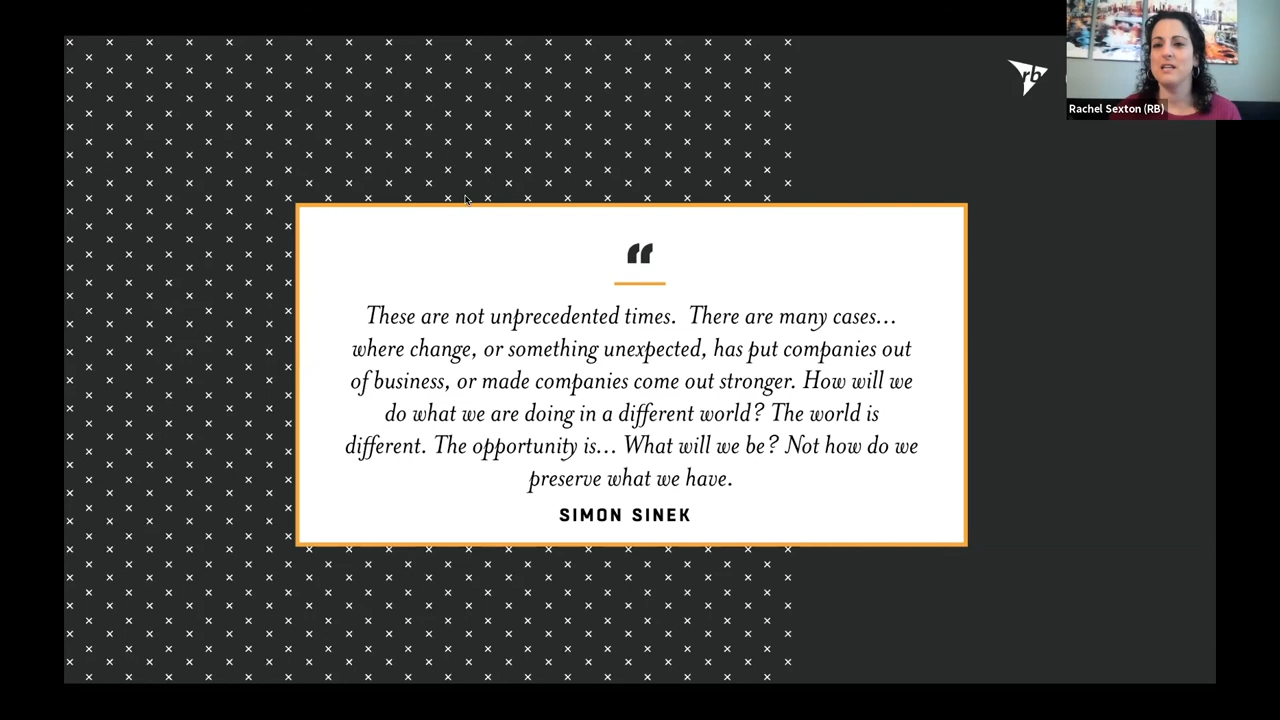 rb
Rachel Sexton (RB)
“
These are not unprecedented times.  There are many cases...
where change, or something unexpected, has put companies out
of business, or made companies come out stronger. How will we
do what we are doing in a different world? The world is
different. The opportunity is... What will we be? Not how do we
preserve what we have.
SIMON SINEK